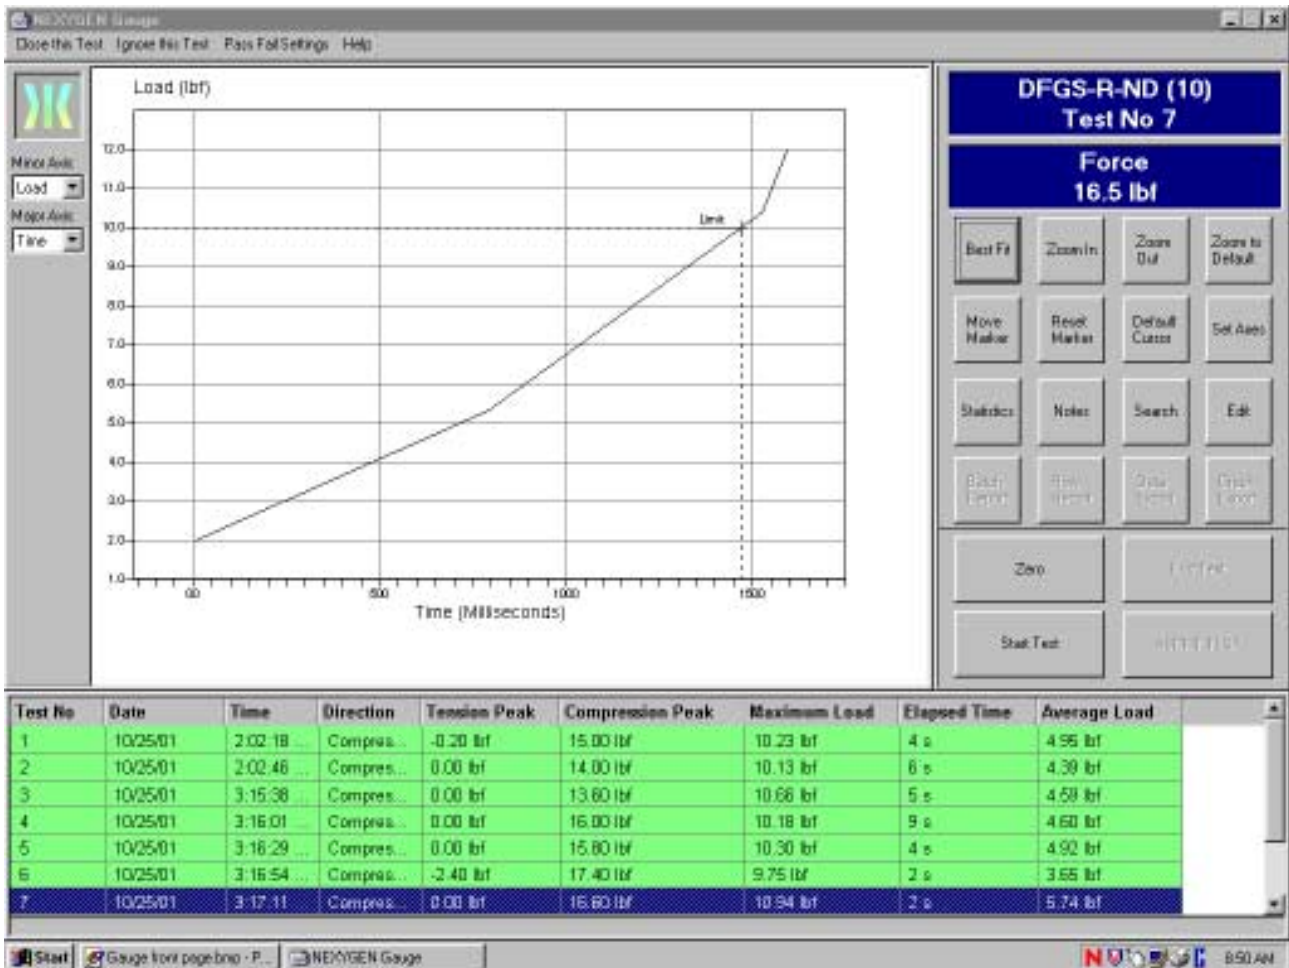 NEXYGEN Gauge
Close this Test Ignore this Test Pass Fail Settings Help
Minor Axis:
Load
Major Axis:
Time
Load (lbf)
12.0
11.0
10.0
9.0
8.0
7.0
6.0
5.0
4.0
3.0
2.0
1.0
Limit
00 500 1000 1500
Time (Milliseconds)
DFGS-R-ND (10)
Test No 7
Force
16.5 lbf
Best Fit Zoom In Zoom Out Zoom to Default
Move Marker Reset Marker Default Cursor Set Axes
Statistics Notes Search Edit
Zero
Start Test
Test No Date Time Direction Tension Peak Compression Peak Maximum Load Elapsed Time Average Load
1 10/25/01 2:02:18 ... Compres... -0.20 lbf 15.00 lbf 10.23 lbf 4 s 4.95 lbf
2 10/25/01 2:02:46 ... Compres... 0.00 lbf 14.00 lbf 10.13 lbf 6 s 4.39 lbf
3 10/25/01 3:15:38 ... Compres... 0.00 lbf 13.60 lbf 10.66 lbf 5 s 4.59 lbf
4 10/25/01 3:16:01 ... Compres... 0.00 lbf 16.00 lbf 10.18 lbf 9 s 4.60 lbf
5 10/25/01 3:16:29 ... Compres... 0.00 lbf 15.80 lbf 10.30 lbf 4 s 4.92 lbf
6 10/25/01 3:16:54 ... Compres... -2.40 lbf 17.40 lbf 9.75 lbf 2 s 3.65 lbf
7 10/25/01 3:17:11 ... Compres... 0.00 lbf 16.60 lbf 10.94 lbf 2 s 5.74 lbf
Start Gauge front page.bmp - P... NEXYGEN Gauge N 8:50 AM